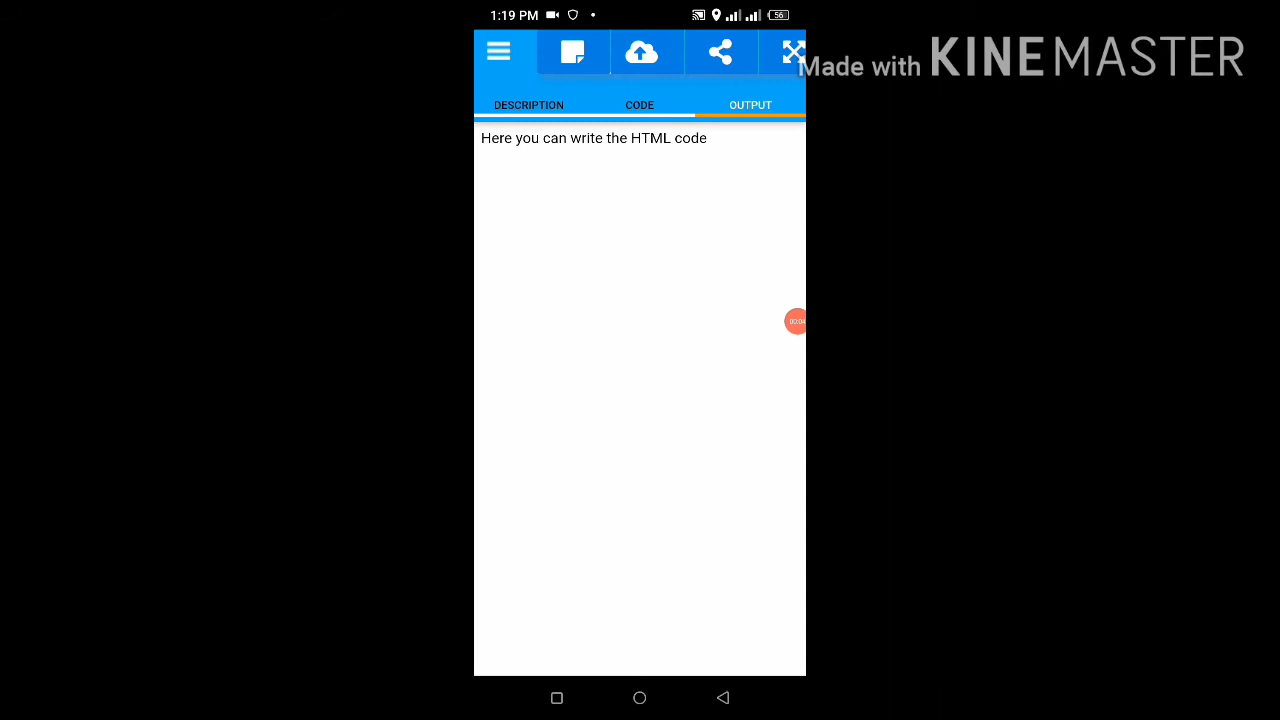 1:19 PM
56
Made with KINEMASTER
DESCRIPTION CODE OUTPUT
Here you can write the HTML code